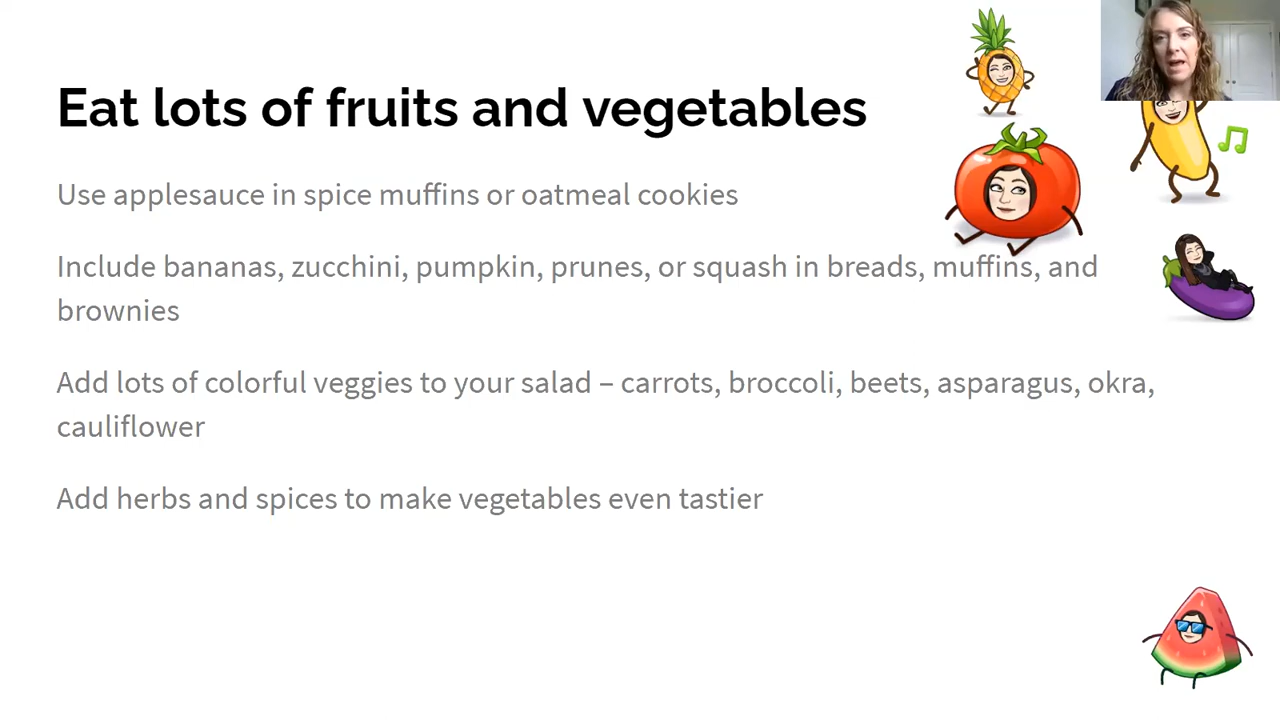 Eat lots of fruits and vegetables
Use applesauce in spice muffins or oatmeal cookies
Include bananas, zucchini, pumpkin, prunes, or squash in breads, muffins, and
brownies
Add lots of colorful veggies to your salad – carrots, broccoli, beets, asparagus, okra,
cauliflower
Add herbs and spices to make vegetables even tastier